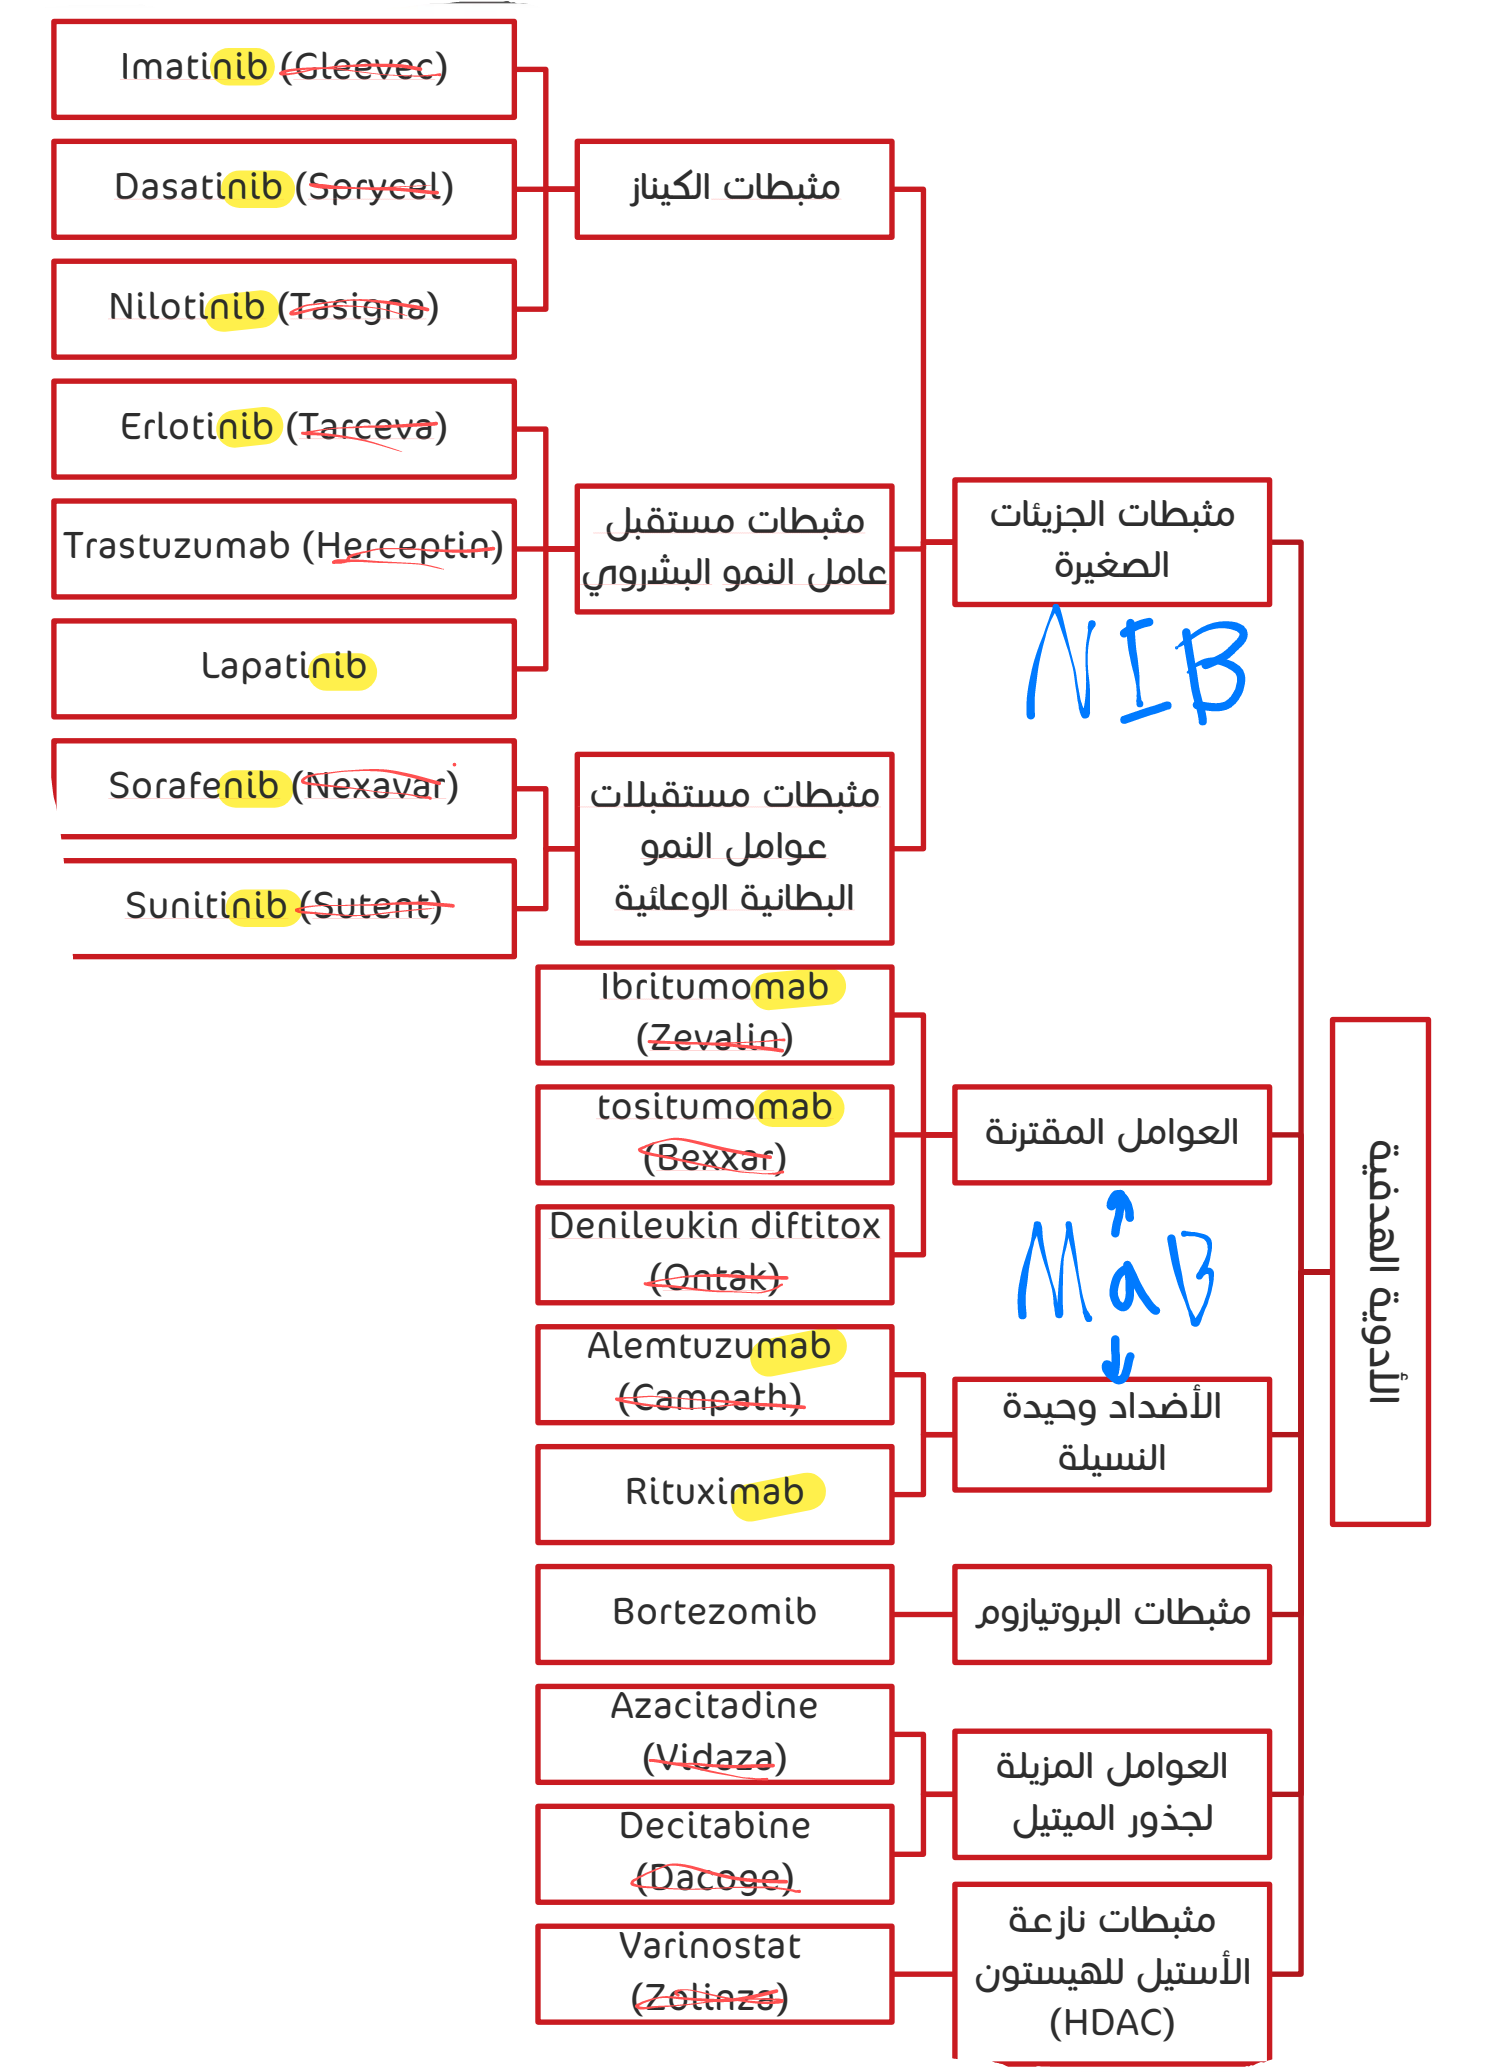 الأدوية الهدفية
مثبطات الجزيئات
الصغيرة
NIB
مثبطات الكيناز
Imatinib (Gleevec)
Dasatinib (Sprycel)
Nilotinib (Tasigna)
مثبطات مستقبل
عامل النمو البشروي
Erlotinib (Tarceva)
Trastuzumab (Herceptin)
Lapatinib
مثبطات مستقبلات
عوامل النمو
البطانية الوعائية
Sorafenib (Nexavar)
Sunitinib (Sutent)
العوامل المقترنة
Ibritumomab
(Zevalin)
tositumomab
(Bexxar)
Denileukin diftitox
(Ontak)
MaB
الأضداد وحيدة
النسيلة
Alemtuzumab
(Campath)
Rituximab
مثبطات البروتيازوم
Bortezomib
العوامل المزيلة
لجذور الميتيل
Azacitadine
(Vidaza)
Decitabine
(Dacoge)
مثبطات نازعة
الأستيل للهيستون
(HDAC)
Varinostat
(Zolinza)